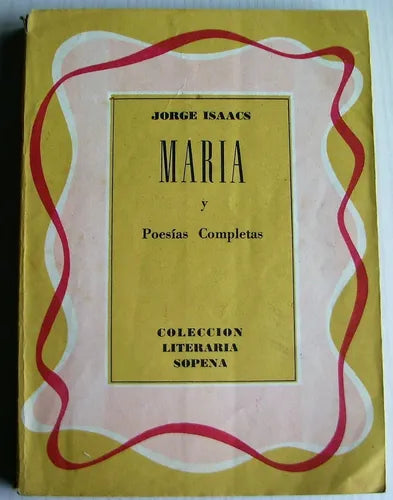 JORGE ISAACS
MARIA
y
Poesías Completas
COLECCION
LITERARIA
SOPENA